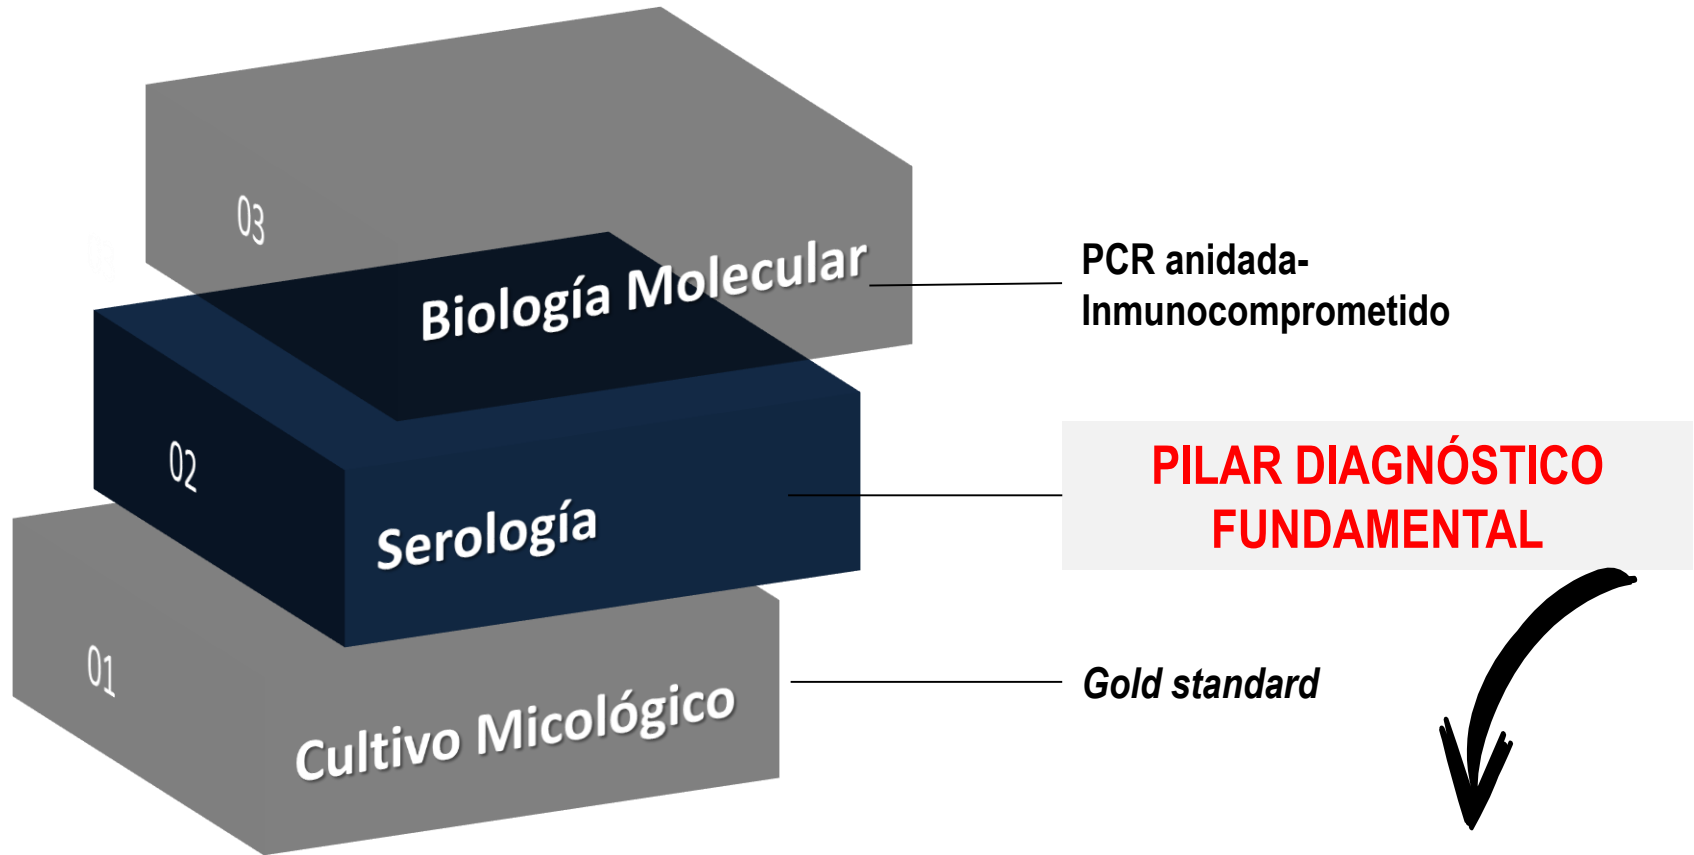 03
Biología Molecular
PCR anidada-
Inmunocomprometido
02
Serología
PILAR DIAGNÓSTICO
FUNDAMENTAL
01
Cultivo Micológico
Gold standard